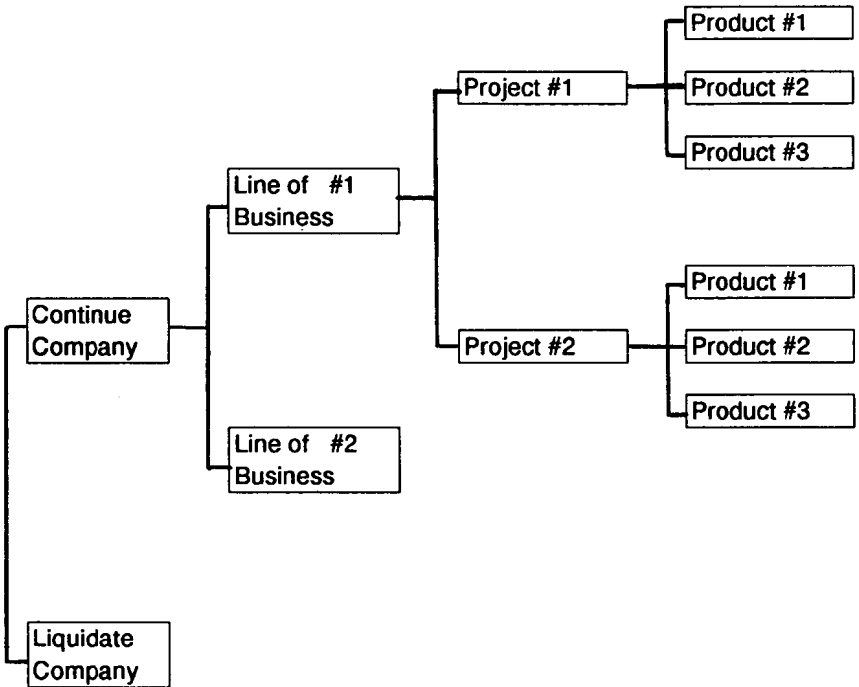 Product #1
Project #1
Product #2
Product #3
Line of #1
Business
Product #1
Continue
Company
Project #2
Product #2
Product #3
Line of #2
Business
Liquidate
Company